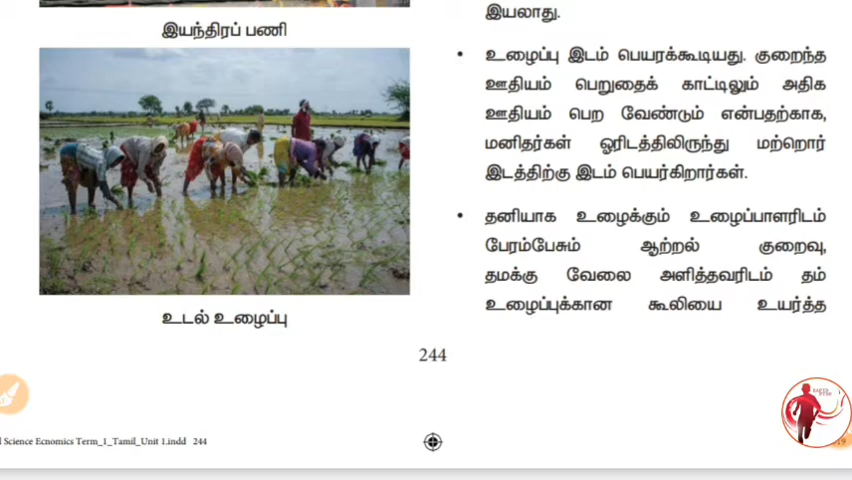 இயந்திரப் பணி
உடல் உழைப்பு
இயலாது.
• உழைப்பு இடம் பெயரக்கூடியது. குறைந்த
ஊதியம் பெறுதைக் காட்டிலும் அதிக
ஊதியம் பெற வேண்டும் என்பதற்காக,
மனிதர்கள் ஓரிடத்திலிருந்து மற்றொர்
இடத்திற்கு இடம் பெயர்கிறார்கள்.
• தனியாக உழைக்கும் உழைப்பாளரிடம்
பேரம்பேசும் ஆற்றல் குறைவு,
தமக்கு வேலை அளித்தவரிடம் தம்
உழைப்புக்கான கூலியை உயர்த்த
244
Science Ecnomics Term_1_Tamil_Unit 1.indd 244